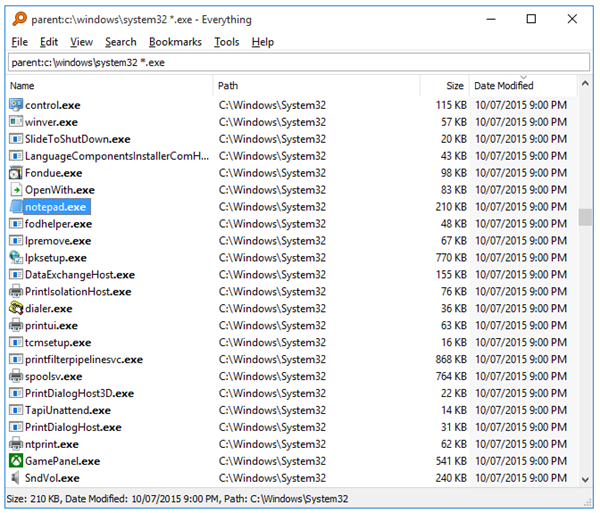 parent:c:\windows\system32 *.exe - Everything
File Edit View Search Bookmarks Tools Help
parent:c:\windows\system32 *.exe
Name Path Size Date Modified
control.exe C:\Windows\System32 115 KB 10/07/2015 9:00 PM
winver.exe C:\Windows\System32 57 KB 10/07/2015 9:00 PM
SlideToShutDown.exe C:\Windows\System32 20 KB 10/07/2015 9:00 PM
LanguageComponentsInstallerComH... C:\Windows\System32 43 KB 10/07/2015 9:00 PM
Fondue.exe C:\Windows\System32 98 KB 10/07/2015 9:00 PM
OpenWith.exe C:\Windows\System32 83 KB 10/07/2015 9:00 PM
notepad.exe C:\Windows\System32 210 KB 10/07/2015 9:00 PM
fodhelper.exe C:\Windows\System32 48 KB 10/07/2015 9:00 PM
lpremove.exe C:\Windows\System32 67 KB 10/07/2015 9:00 PM
lpksetup.exe C:\Windows\System32 770 KB 10/07/2015 9:00 PM
DataExchangeHost.exe C:\Windows\System32 155 KB 10/07/2015 9:00 PM
PrintIsolationHost.exe C:\Windows\System32 76 KB 10/07/2015 9:00 PM
dialer.exe C:\Windows\System32 36 KB 10/07/2015 9:00 PM
printui.exe C:\Windows\System32 63 KB 10/07/2015 9:00 PM
tcmsetup.exe C:\Windows\System32 16 KB 10/07/2015 9:00 PM
printfilterpipelinesvc.exe C:\Windows\System32 868 KB 10/07/2015 9:00 PM
spoolsv.exe C:\Windows\System32 764 KB 10/07/2015 9:00 PM
PrintDialogHost3D.exe C:\Windows\System32 22 KB 10/07/2015 9:00 PM
TapiUnattend.exe C:\Windows\System32 14 KB 10/07/2015 9:00 PM
PrintDialogHost.exe C:\Windows\System32 31 KB 10/07/2015 9:00 PM
ntprint.exe C:\Windows\System32 62 KB 10/07/2015 9:00 PM
GamePanel.exe C:\Windows\System32 541 KB 10/07/2015 9:00 PM
SndVol.exe C:\Windows\System32 240 KB 10/07/2015 9:00 PM
Size: 210 KB, Date Modified: 10/07/2015 9:00 PM, Path: C:\Windows\System32